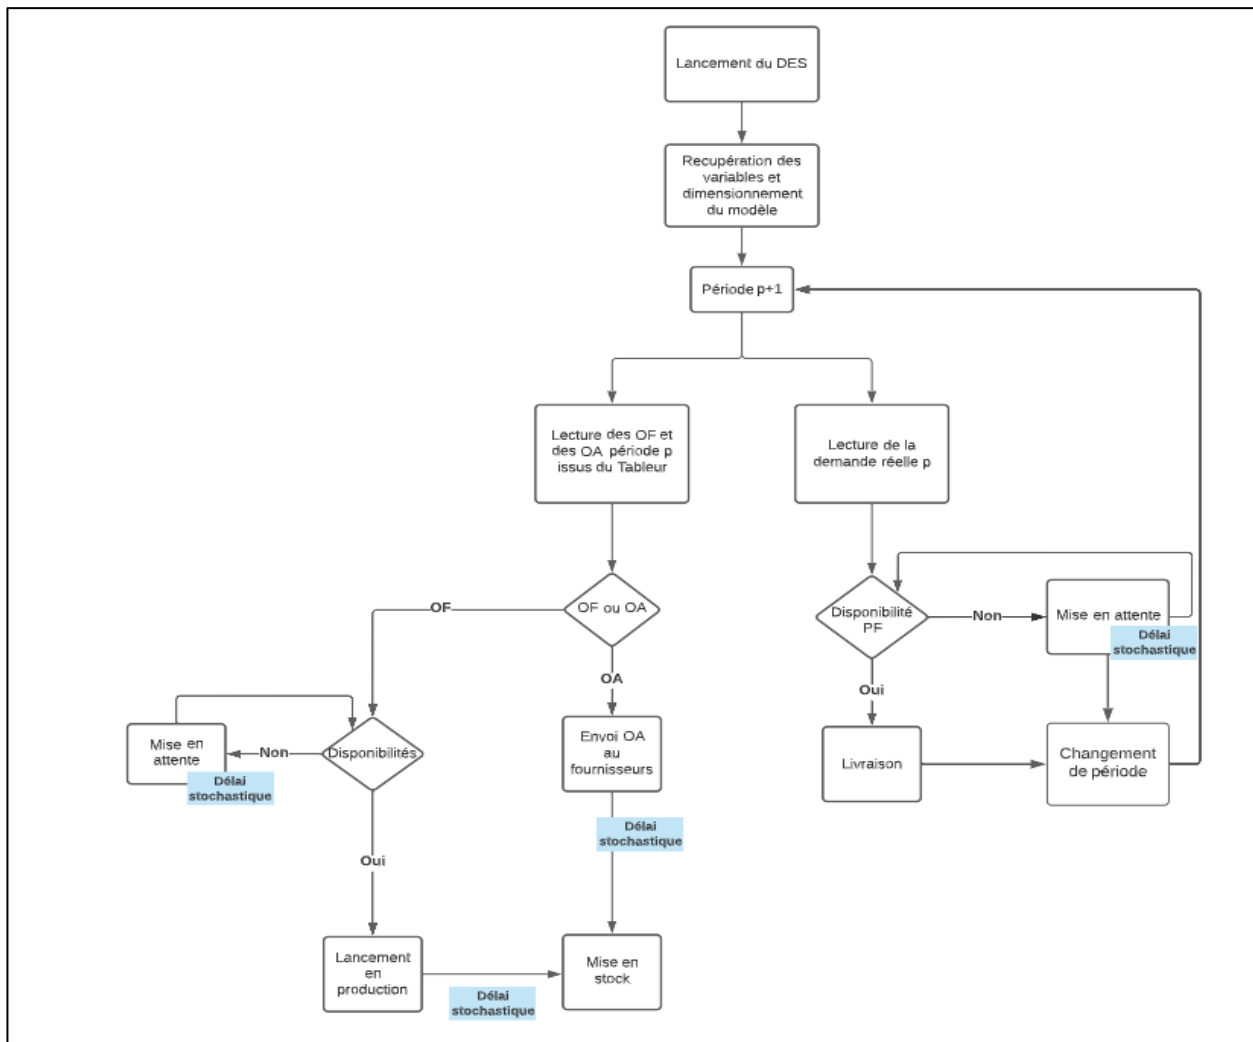 Lancement du DES
Recupération des
variables et
dimensionnement
du modèle
Période p+1
Lecture des OF et
des OA période p
issus du Tableur
Lecture de la
demande réelle p
OF ou OA
OF
OA
Disponibilité
PF
Non
Mise en attente
Délai
stochastique
Oui
Livraison
Changement
de période
Disponibilités
Non
Mise en
attente
Délai
stochastique
Envoi OA
au
fournisseurs
Délai
stochastique
Oui
Lancement
en
production
Délai
stochastique
Mise en
stock